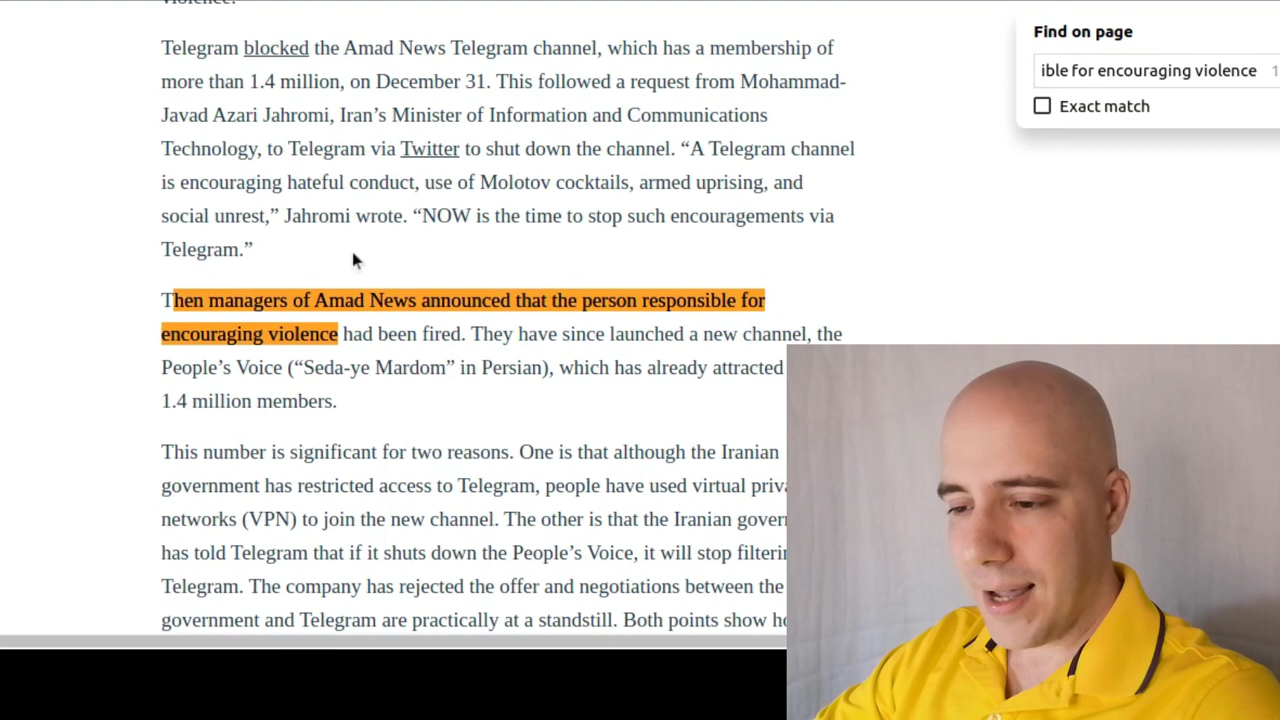 violence.
Telegram blocked the Amad News Telegram channel, which has a membership of
more than 1.4 million, on December 31. This followed a request from Mohammad-
Javad Azari Jahromi, Iran’s Minister of Information and Communications
Technology, to Telegram via Twitter to shut down the channel. “A Telegram channel
is encouraging hateful conduct, use of Molotov cocktails, armed uprising, and
social unrest,” Jahromi wrote. “NOW is the time to stop such encouragements via
Telegram.”
Then managers of Amad News announced that the person responsible for
encouraging violence had been fired. They have since launched a new channel, the
People’s Voice (“Seda-ye Mardom” in Persian), which has already attracted
1.4 million members.
This number is significant for two reasons. One is that although the Iranian
government has restricted access to Telegram, people have used virtual priva
networks (VPN) to join the new channel. The other is that the Iranian gover
has told Telegram that if it shuts down the People’s Voice, it will stop filterin
Telegram. The company has rejected the offer and negotiations between the
government and Telegram are practically at a standstill. Both points show ho
Find on page
ible for encouraging violence 1
Exact match